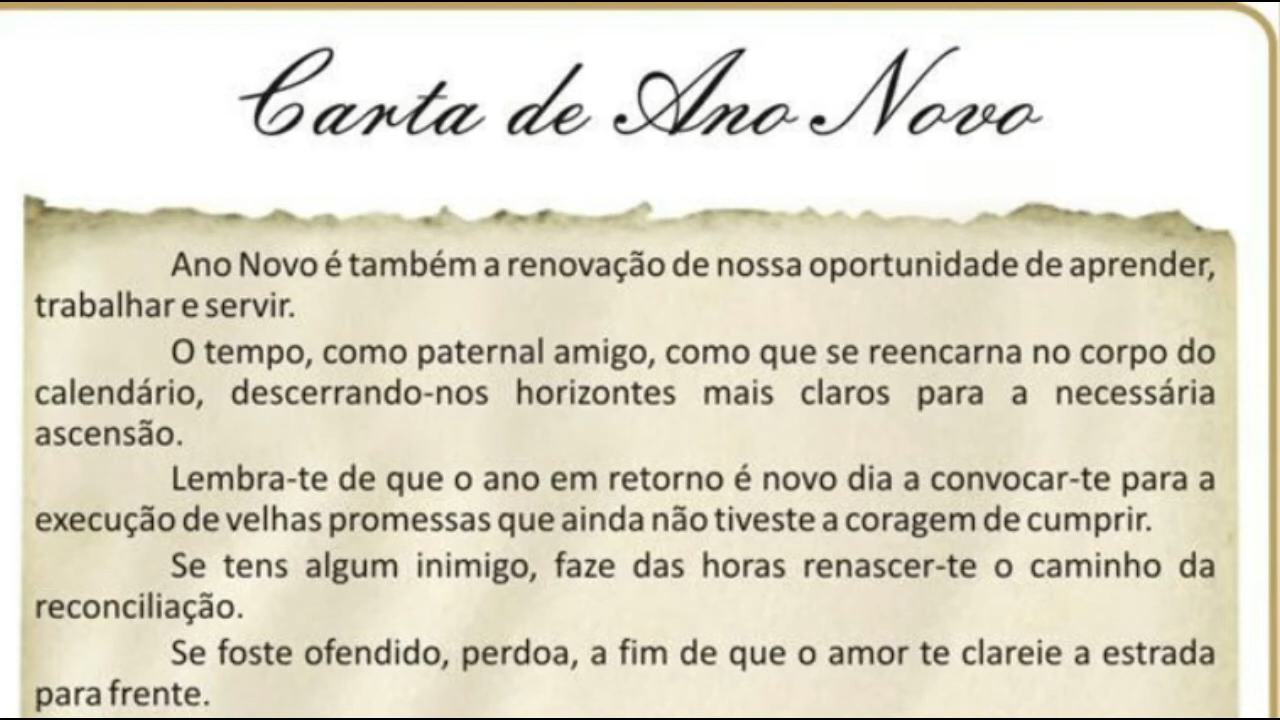 Carta de Ano Novo
Ano Novo é também a renovação de nossa oportunidade de aprender,
trabalhar e servir.
O tempo, como paternal amigo, como que se reencarna no corpo do
calendário, descerrando-nos horizontes mais claros para a necessária
ascensão.
Lembra-te de que o ano em retorno é novo dia a convocar-te para a
execução de velhas promessas que ainda não tiveste a coragem de cumprir.
Se tens algum inimigo, faze das horas renascer-te o caminho da
reconciliação.
Se foste ofendido, perdoa, a fim de que o amor te clareie a estrada
para frente.